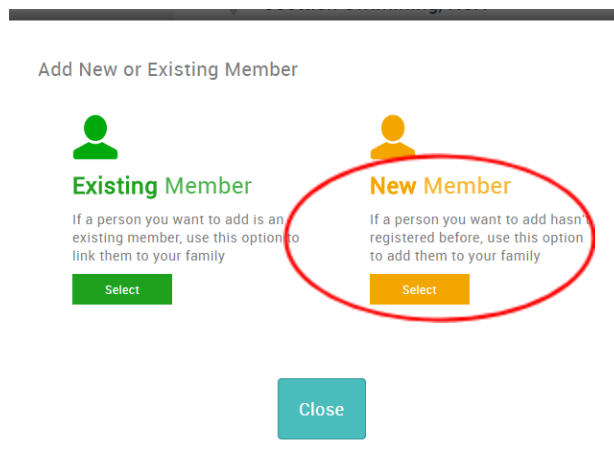 Add New or Existing Member
Existing Member
If a person you want to add is an
existing member, use this option to
link them to your family
Select
New Member
If a person you want to add hasn't
registered before, use this option
to add them to your family
Select
Close